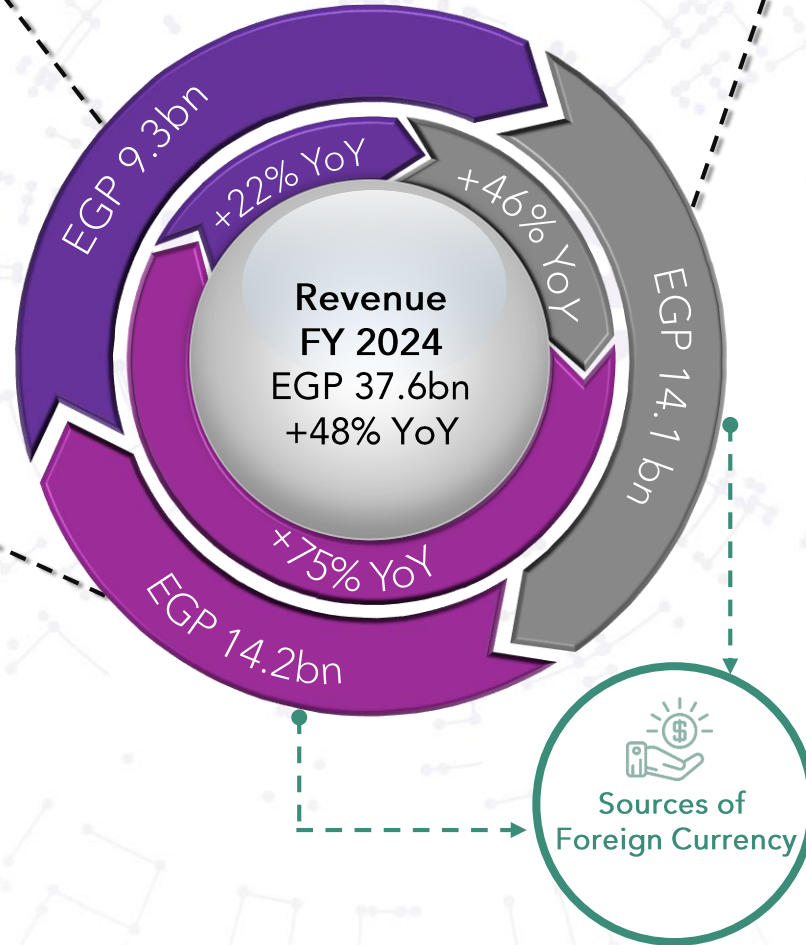 EGP 9.3bn
+22% YoY
+46% YoY
EGP 14.1 bn
Revenue
FY 2024
EGP 37.6bn
+48% YoY
+75% YoY
EGP 14.2bn
$
Sources of
Foreign Currency